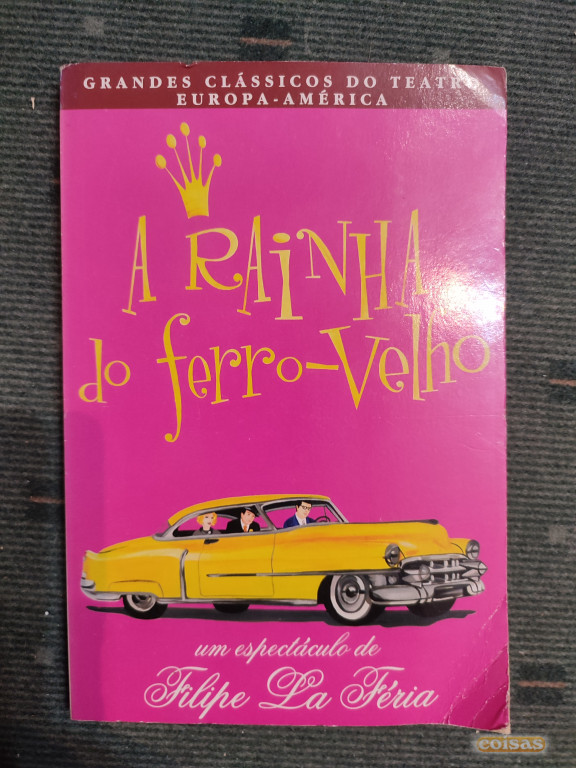 GRANDES CLÁSSICOS DO TEATRO
EUROPA-AMÉRICA
A RAINHA
do ferro-Velho
um espectáculo de
Filipe La Féria
coisas